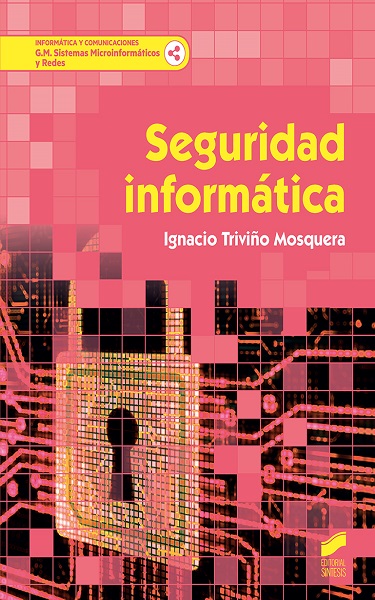 INFORMÁTICA Y COMUNICACIONES
G.M. Sistemas Microinformáticos
y Redes
Seguridad
informática
Ignacio Triviño Mosquera
EDITORIAL
SÍNTESIS